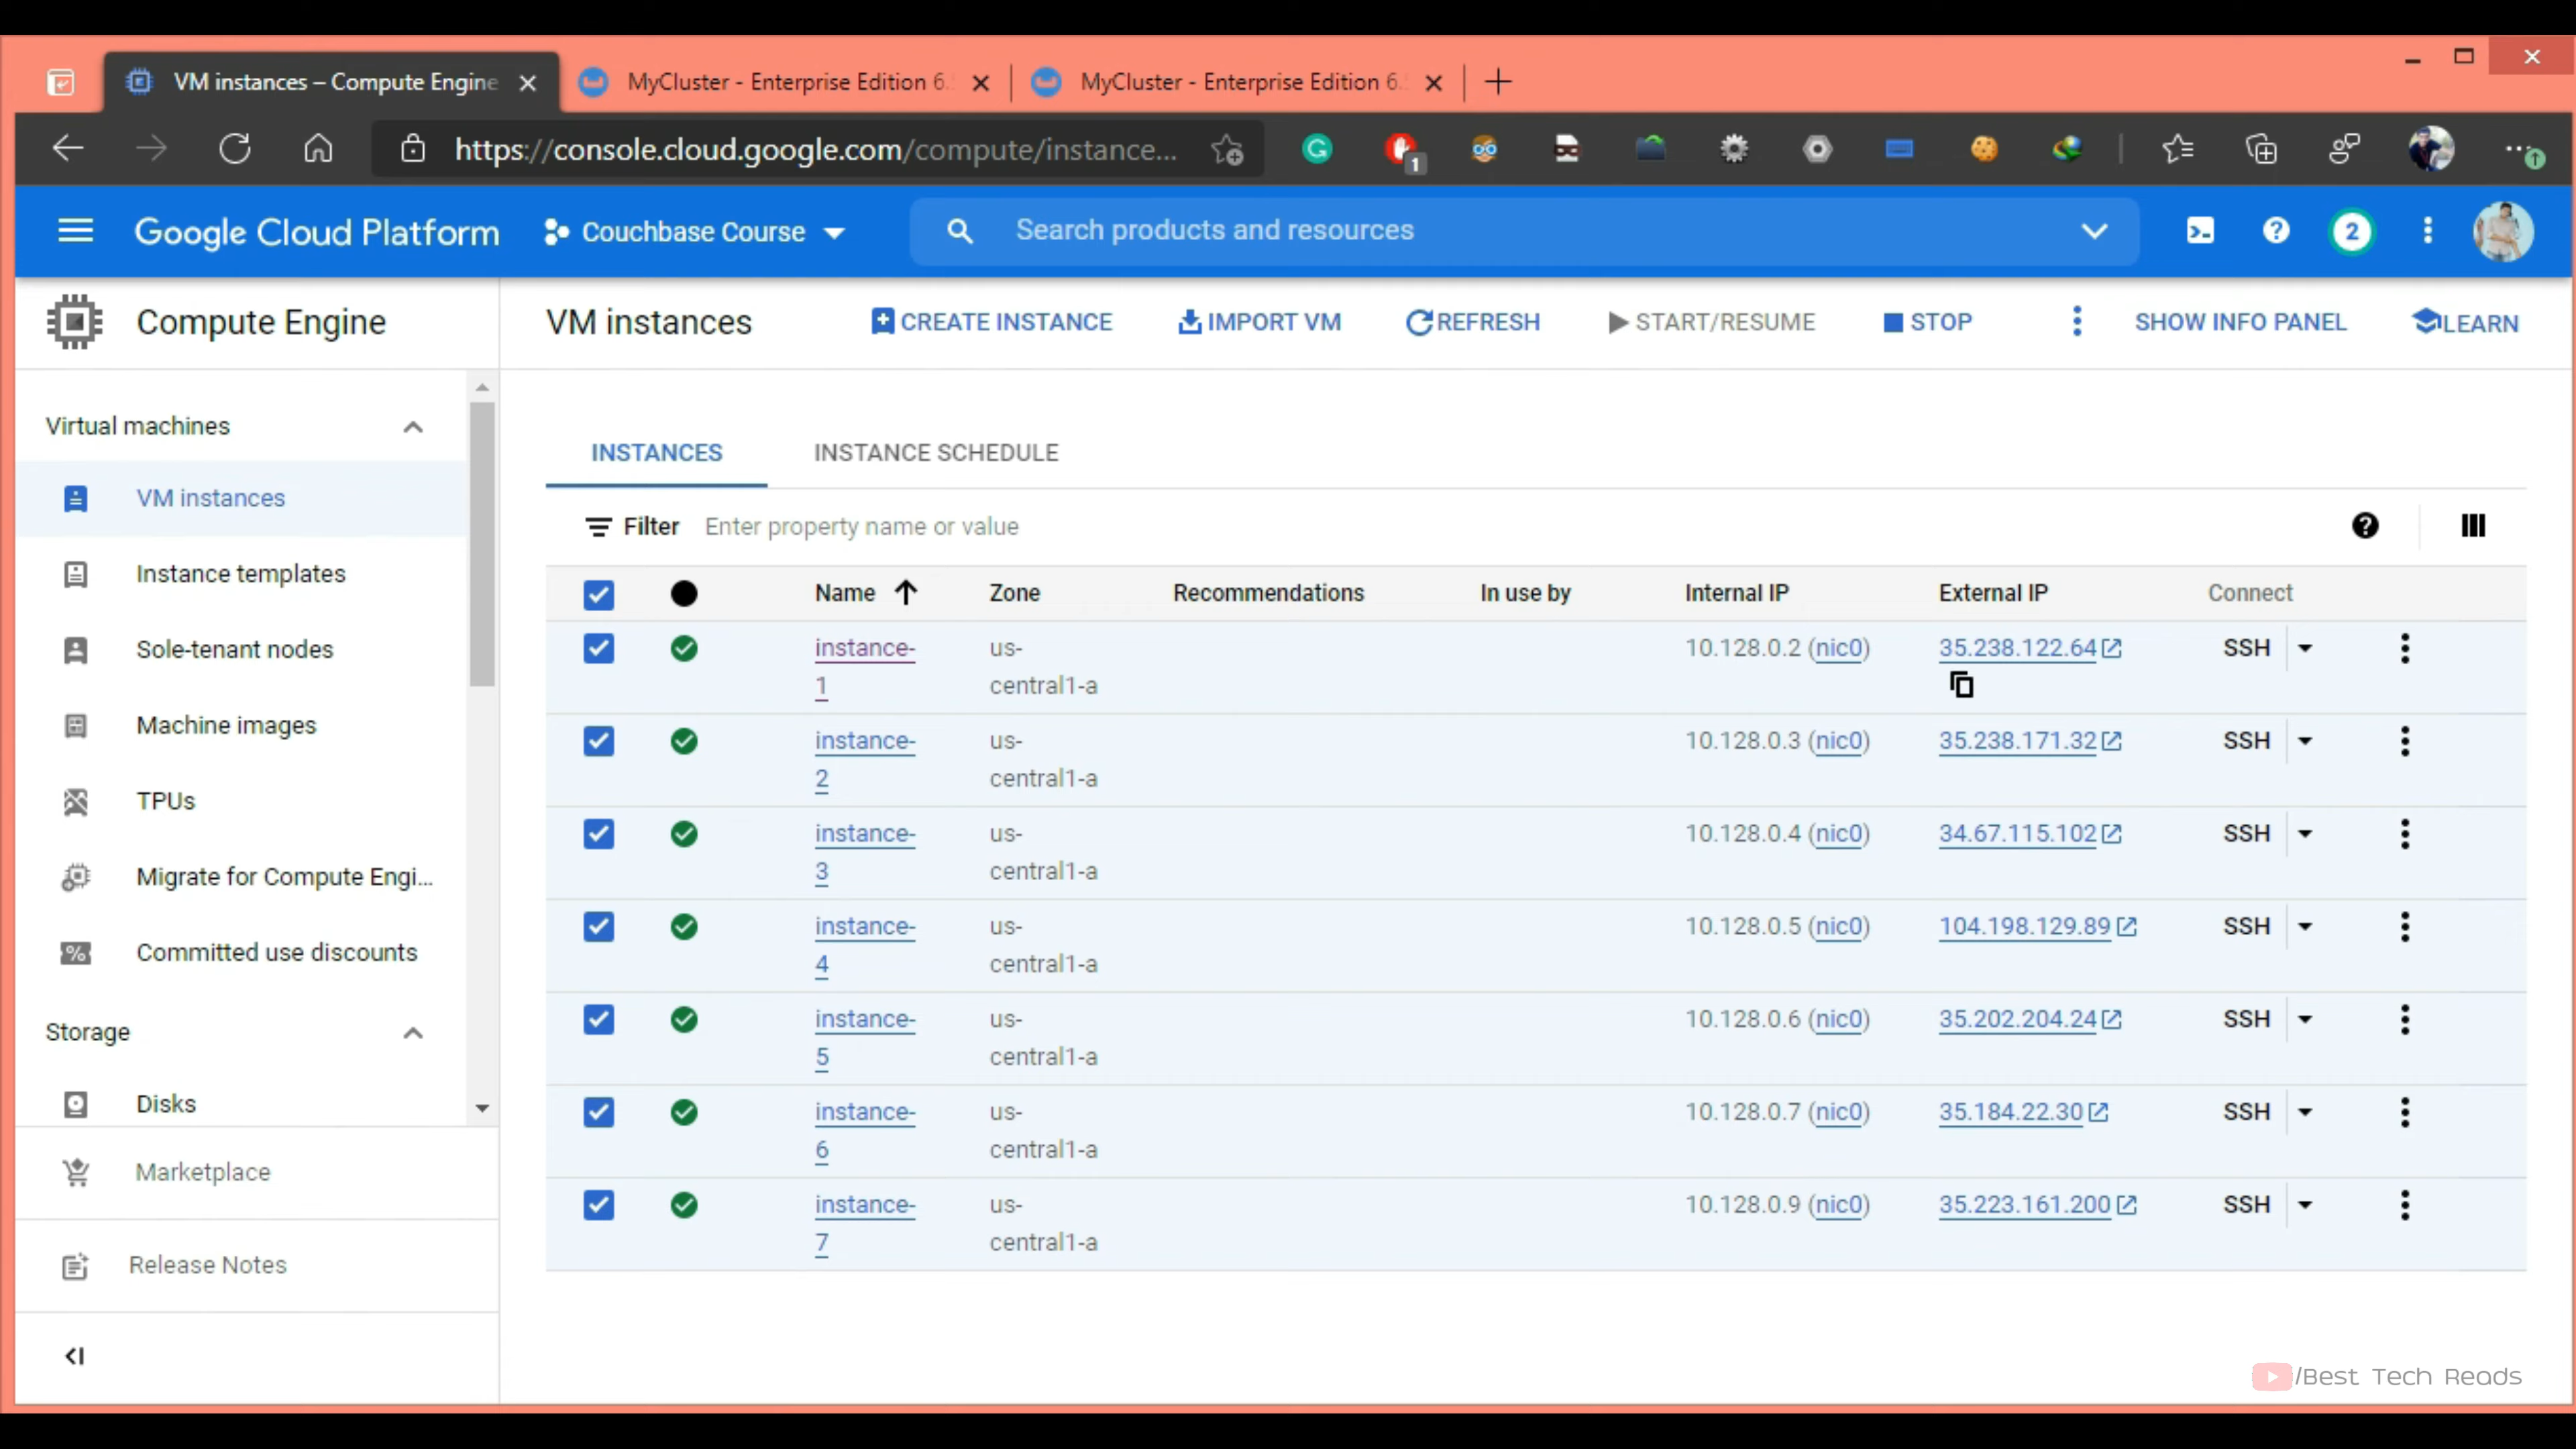 VM instances – Compute Engine
MyCluster - Enterprise Edition 6.
MyCluster - Enterprise Edition 6.
https://console.cloud.google.com/compute/instance...
1
Google Cloud Platform
Couchbase Course
Search products and resources
2
Compute Engine
VM instances
CREATE INSTANCE
IMPORT VM
REFRESH
START/RESUME
STOP
SHOW INFO PANEL
LEARN
Virtual machines
VM instances
Instance templates
Sole-tenant nodes
Machine images
TPUs
Migrate for Compute Engi...
Committed use discounts
Storage
Disks
Marketplace
Release Notes
INSTANCES
INSTANCE SCHEDULE
Filter Enter property name or value
Name Zone Recommendations In use by Internal IP External IP Connect
instance- us- 10.128.0.2 (nic0) 35.238.122.64 SSH
1 central1-a
instance- us- 10.128.0.3 (nic0) 35.238.171.32 SSH
2 central1-a
instance- us- 10.128.0.4 (nic0) 34.67.115.102 SSH
3 central1-a
instance- us- 10.128.0.5 (nic0) 104.198.129.89 SSH
4 central1-a
instance- us- 10.128.0.6 (nic0) 35.202.204.24 SSH
5 central1-a
instance- us- 10.128.0.7 (nic0) 35.184.22.30 SSH
6 central1-a
instance- us- 10.128.0.9 (nic0) 35.223.161.200 SSH
7 central1-a
/Best Tech Reads